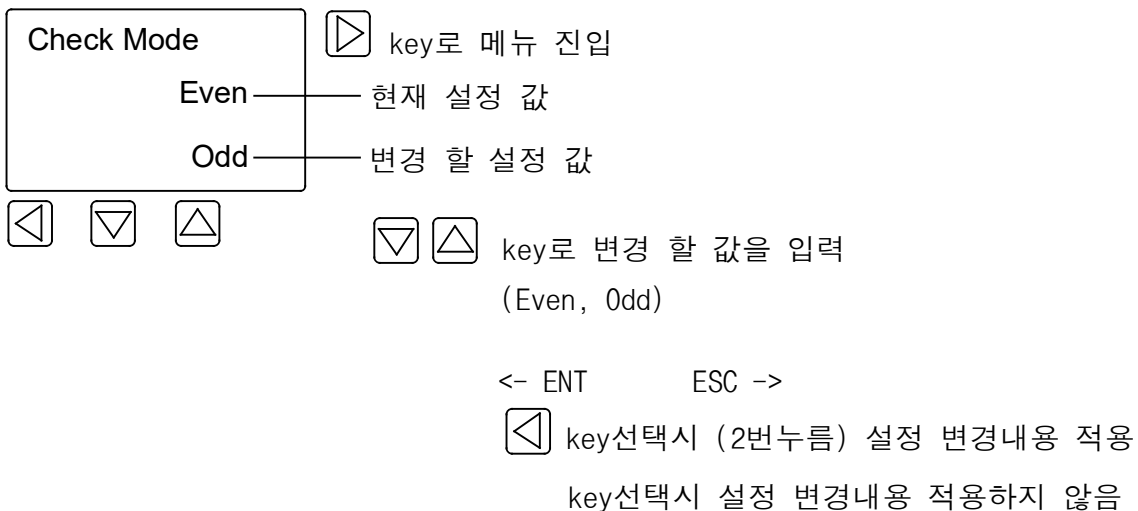 Check Mode
key로 메뉴 진입
Even
현재 설정 값
Odd
변경 할 설정 값
key로 변경 할 값을 입력
(Even, Odd)
<- ENT ESC ->
key선택시 (2번누름) 설정 변경내용 적용
key선택시 설정 변경내용 적용하지 않음